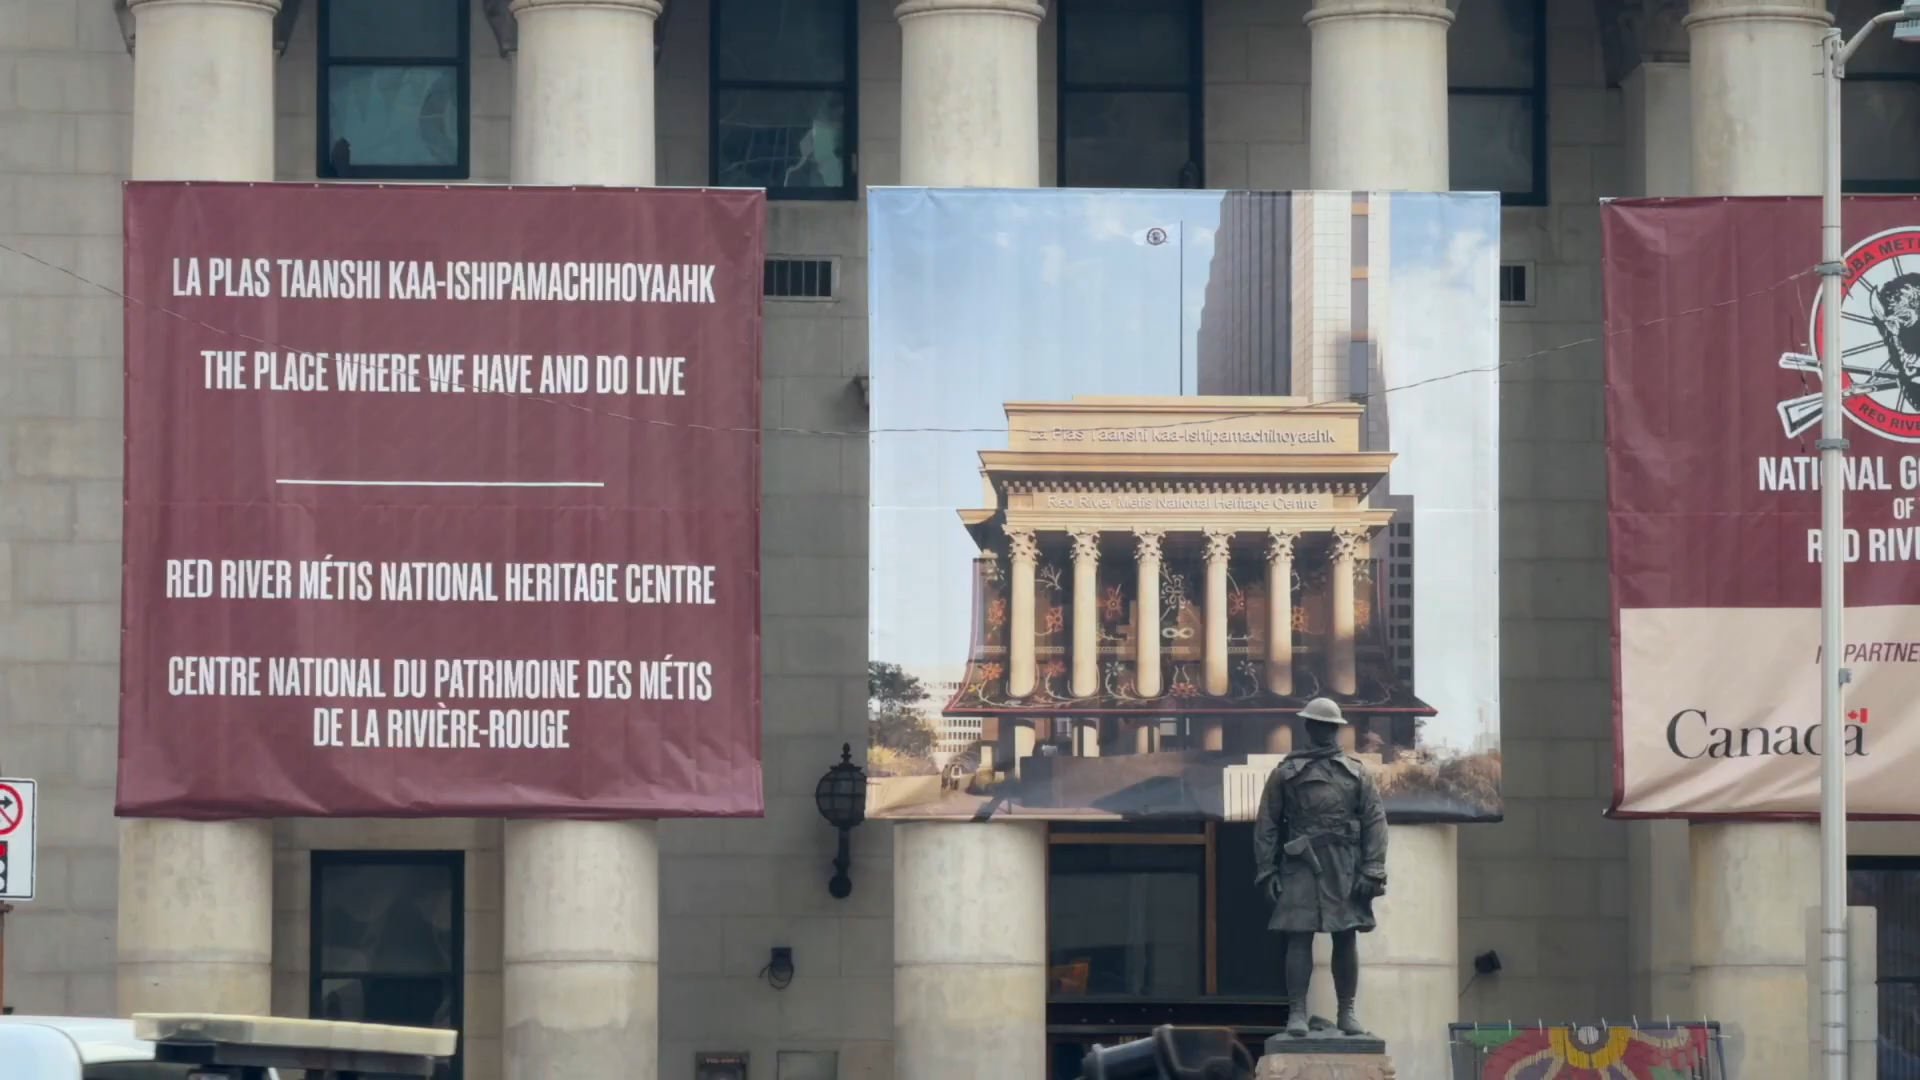 LA PLAS TAANSHI KAA-ISHIPAMACHIHOYAAHK
THE PLACE WHERE WE HAVE AND DO LIVE
RED RIVER MÉTIS NATIONAL HERITAGE CENTRE
CENTRE NATIONAL DU PATRIMOINE DES MÉTIS
DE LA RIVIÈRE-ROUGE
La Plas Taanshi kaa-ishipamachihoyaahk
Red River Métis National Heritage Centre
RED RIVE
NATIONAL G
OF
RED RIV
PARTNE
Canada